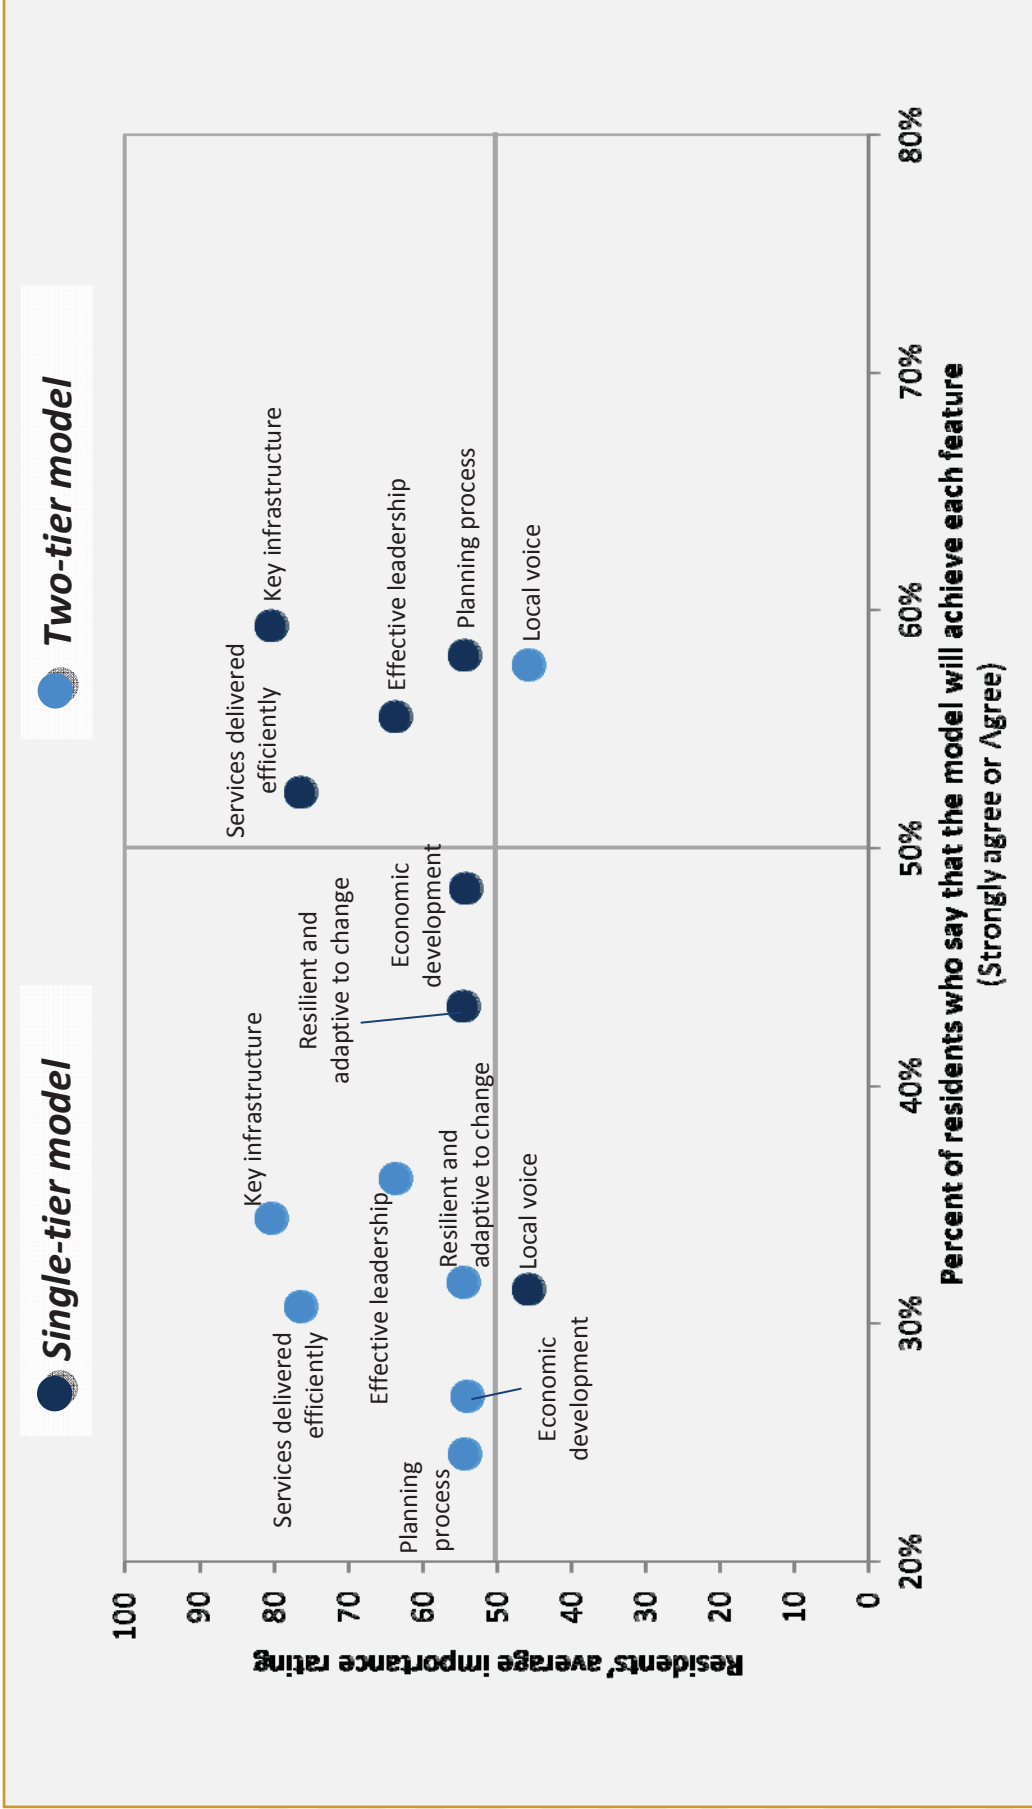 Single-tier model
Two-tier model
100
90
80
70
60
50
40
30
20
10
0
Residents' average importance rating
Services delivered
efficiently
Key infrastructure
Effective leadership
Planning
process
Resilient and
adaptive to change
Economic
development
Local voice
Resilient and
adaptive to change
Economic
development
Services delivered
efficiently
Key infrastructure
Effective leadership
Planning process
Local voice
20%
30%
40%
50%
60%
70%
80%
Percent of residents who say that the model will achieve each feature
(Strongly agree or Agree)